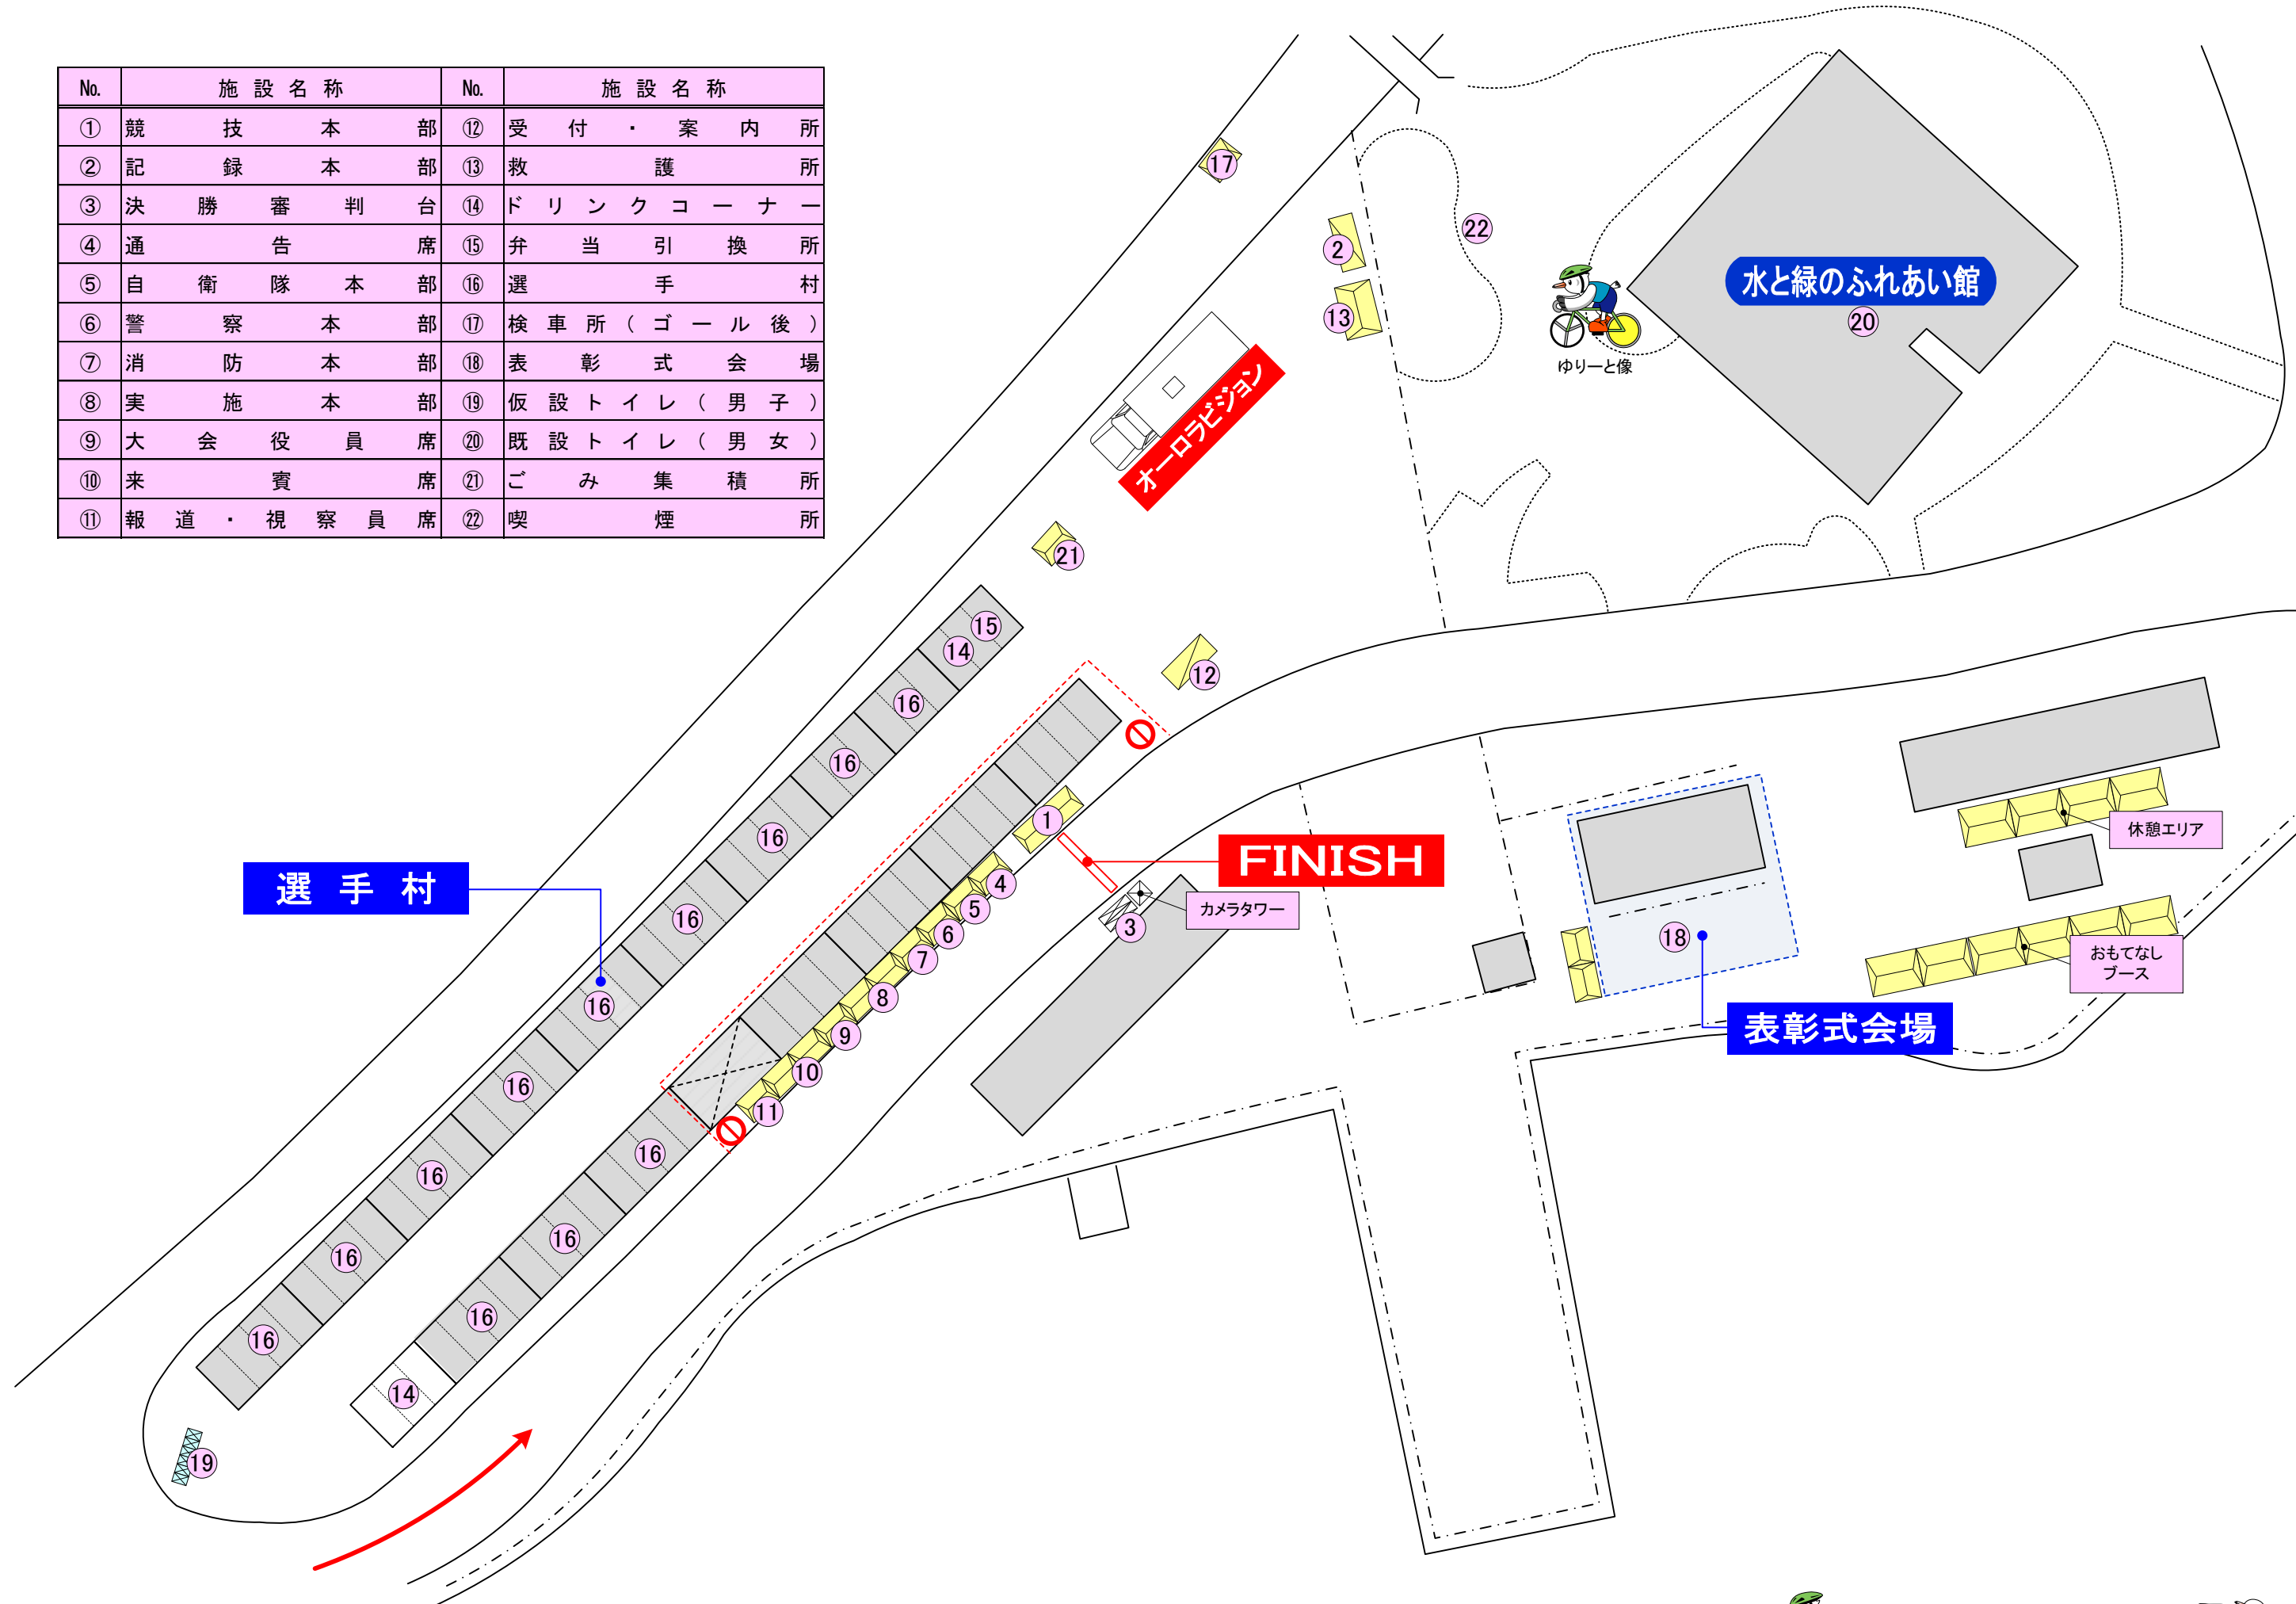 No. 施設名称 No. 施設名称
① 競技本部 ⑫ 受付・案内所
② 記録本部 ⑬ 救護所
③ 決勝審判台 ⑭ ドリンクコーナー
④ 通告席 ⑮ 弁当引換所
⑤ 自衛隊本部 ⑯ 選手村
⑥ 警察本部 ⑰ 検車所(ゴール後)
⑦ 消防本部 ⑱ 表彰式会場
⑧ 実施本部 ⑲ 仮設トイレ(男子)
⑨ 大会役員席 ⑳ 既設トイレ(男女)
⑩ 来賓席 ㉑ ごみ集積所
⑪ 報道・視察員席 ㉒ 喫煙所
17
2
22
13
水と緑のふれあい館
20
ゆりーと像
オーロラビジョン
21
15
14
12
16
16
16
16
16
16
16
16
16
1
FINISH
4
5
6
7
8
9
10
11
3
カメラタワー
選手村
16
16
16
14
19
18
表彰式会場
休憩エリア
おもてなし
ブース